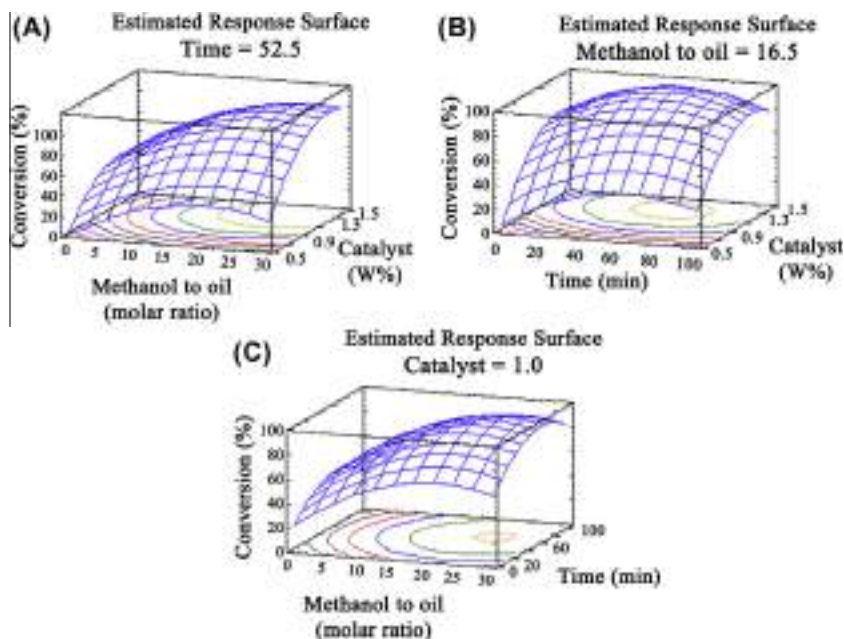 (A)
Estimated Response Surface
Time = 52.5
Conversion (%)
100
80
60
40
20
0
0 5 10 15 20 25 30
Methanol to oil
(molar ratio)
0.5 0.9 1.3 1.5
Catalyst
(W%)
(B)
Estimated Response Surface
Methanol to oil = 16.5
Conversion (%)
100
80
60
40
20
0
0 20 40 60 80 100
Time (min)
0.5 0.9 1.3 1.5
Catalyst
(W%)
(C)
Estimated Response Surface
Catalyst = 1.0
Conversion (%)
100
80
60
40
20
0
0 5 10 15 20 25 30
Methanol to oil
(molar ratio)
0 20 60 100
Time (min)